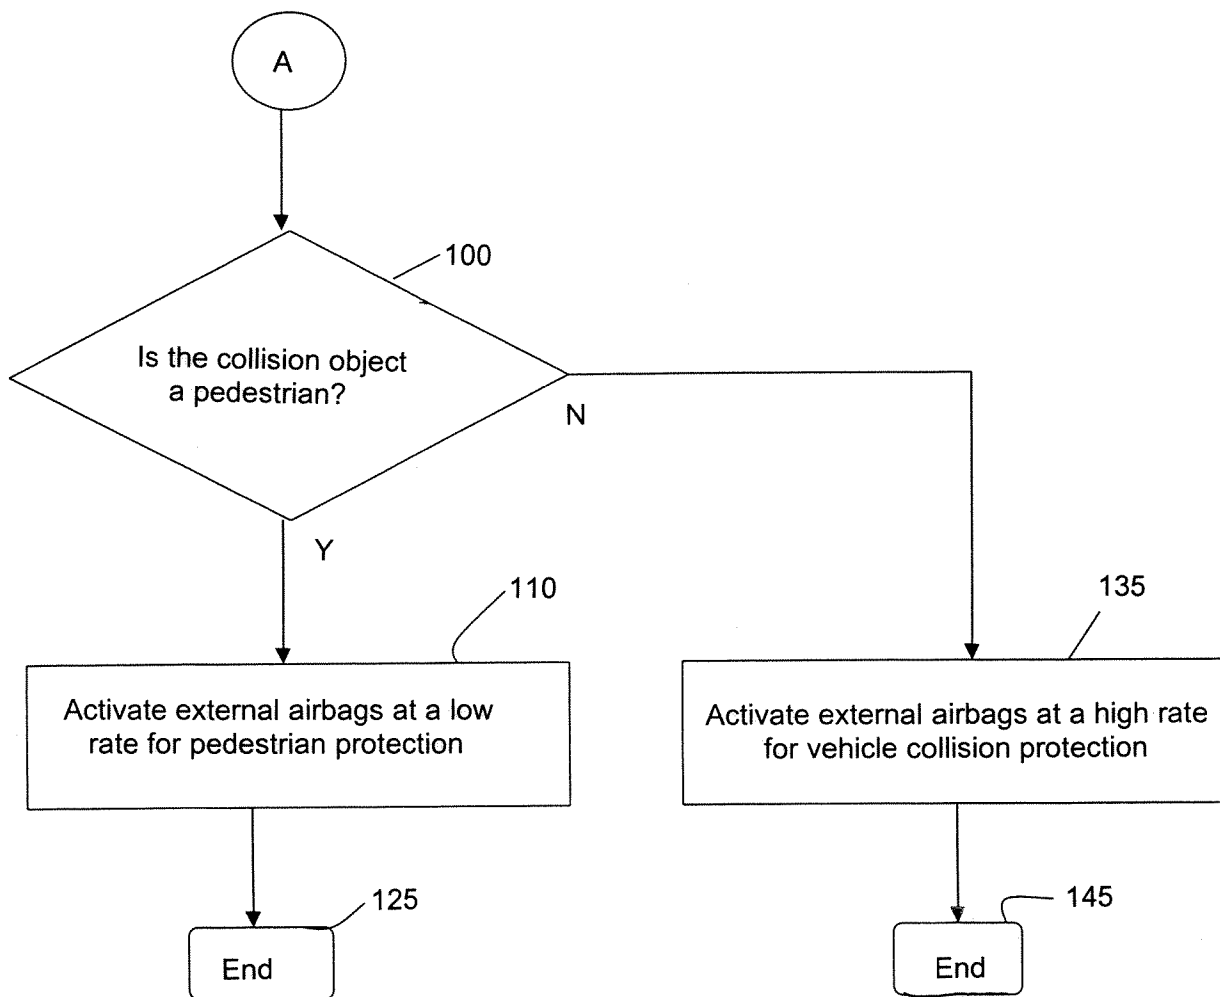 A
100
Is the collision object
a pedestrian?
N
Y
110
135
Activate external airbags at a low
rate for pedestrian protection
Activate external airbags at a high rate
for vehicle collision protection
125
145
End
End